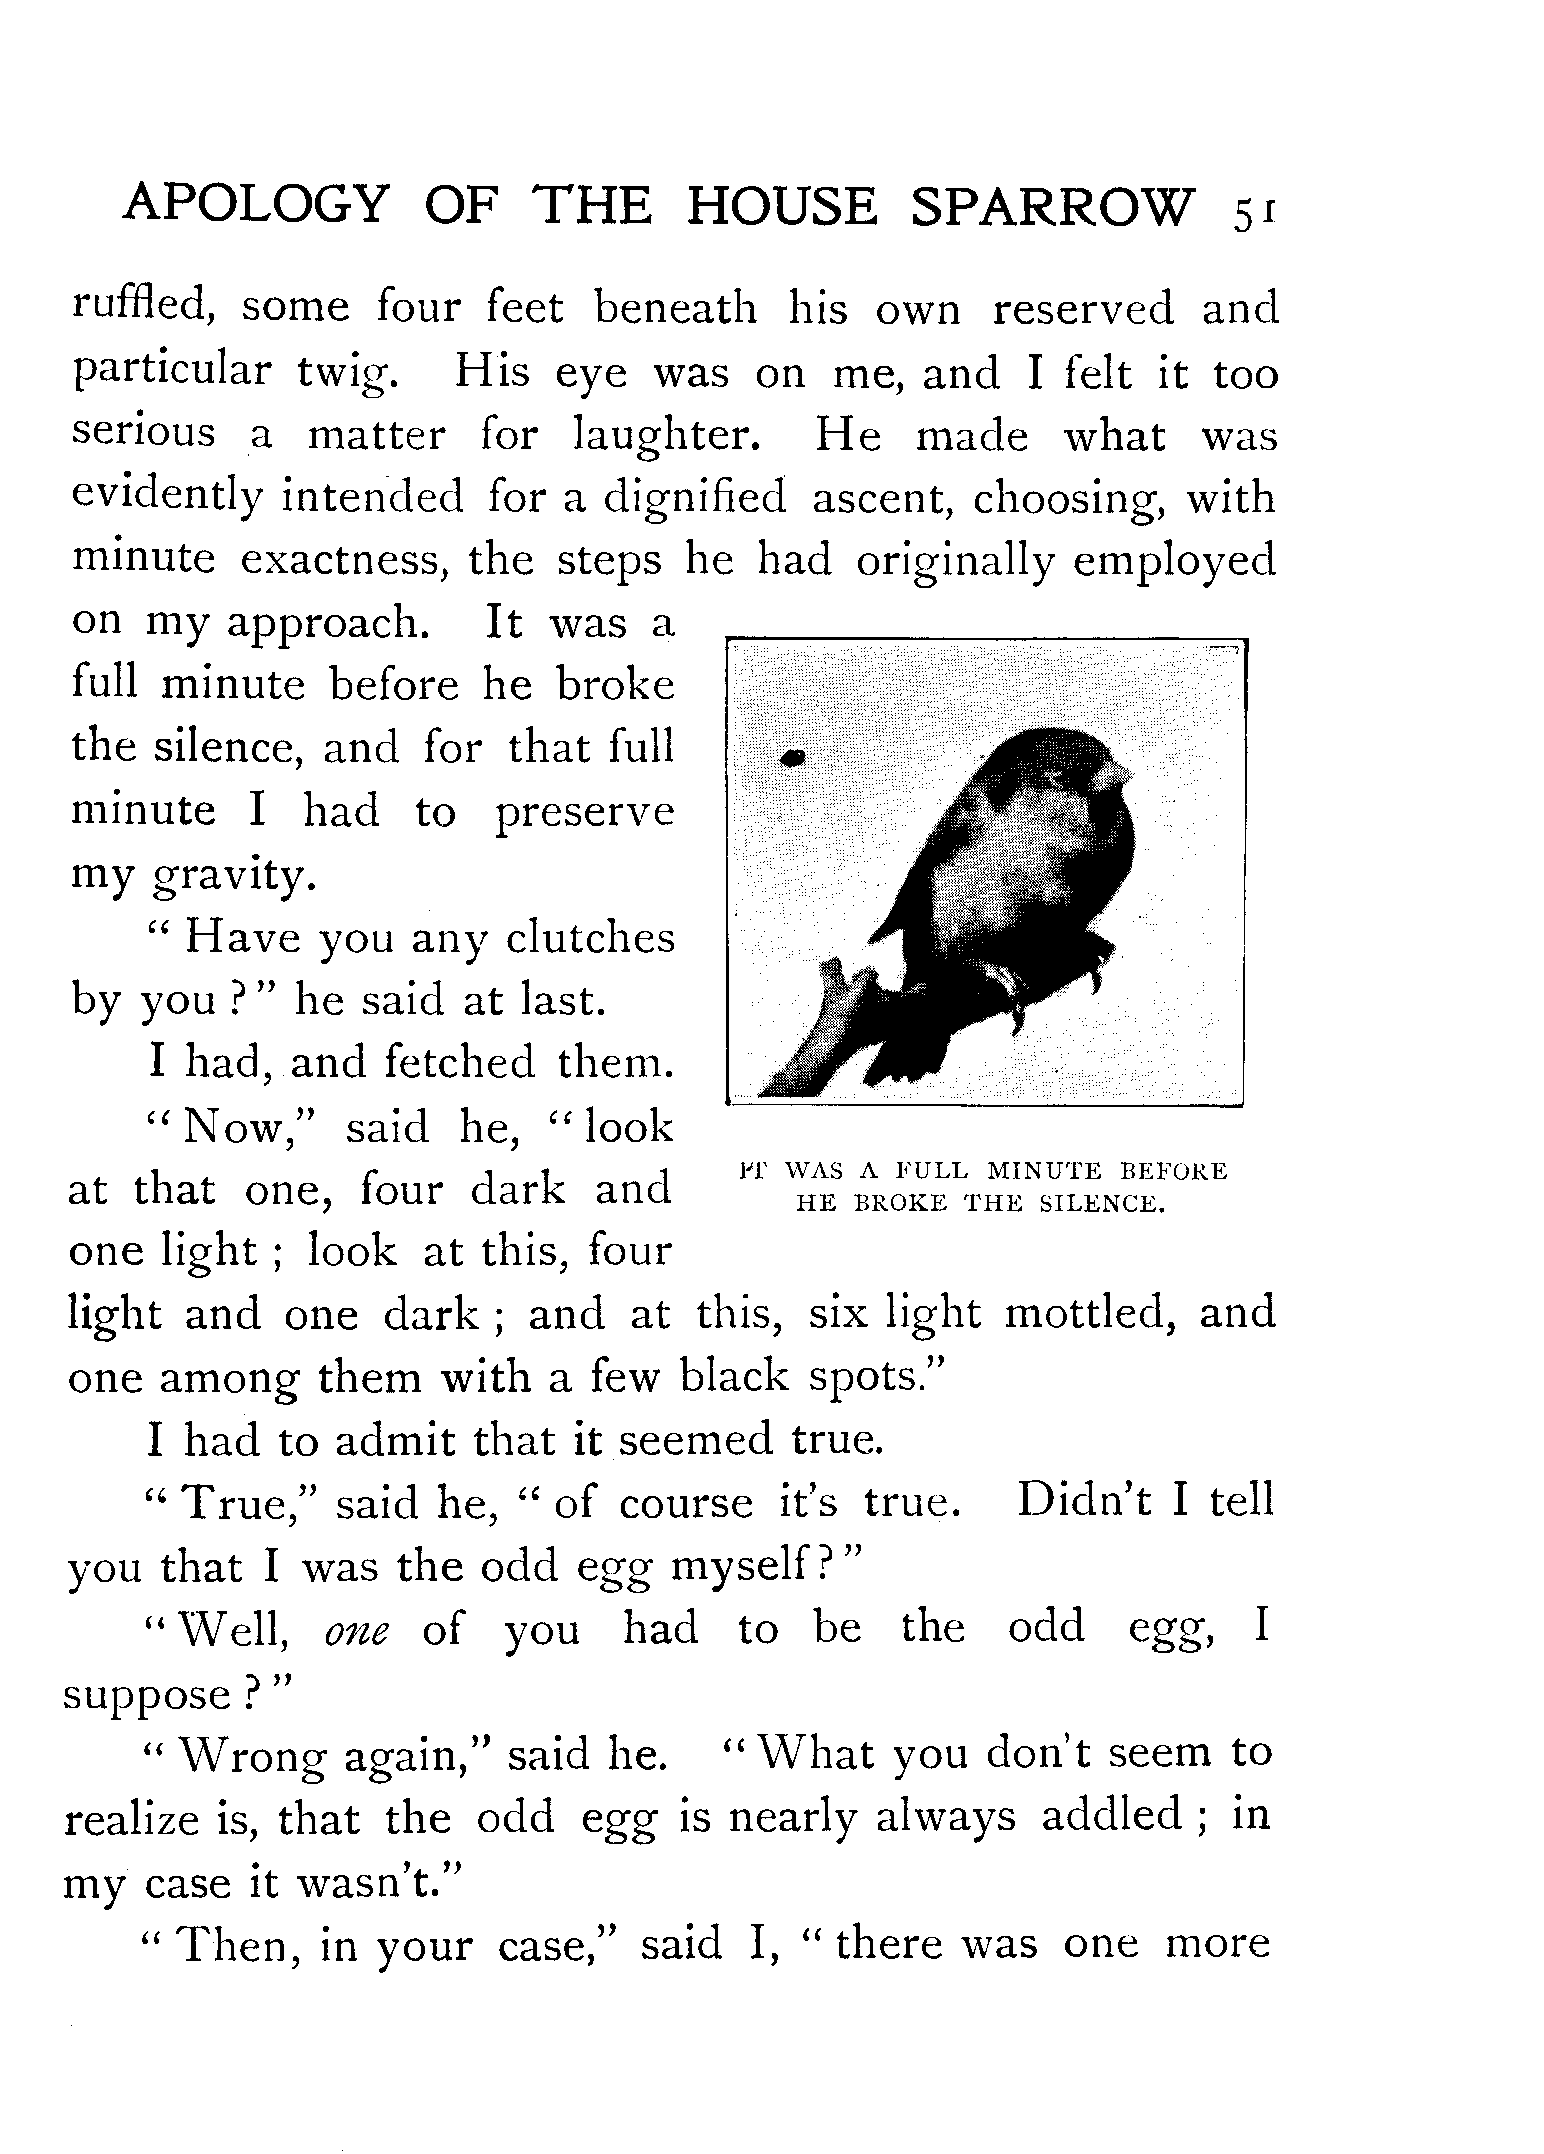 APOLOGY OF THE HOUSE SPARROW 51
ruffled, some four feet beneath his own reserved and
particular twig. His eye was on me, and I felt it too
serious a matter for laughter. He made what was
evidently intended for a dignified ascent, choosing, with
minute exactness, the steps he had originally employed
on my approach. It was a
full minute before he broke
the silence, and for that full
minute I had to preserve
my gravity.
“ Have you any clutches
by you ?” he said at last.
I had, and fetched them.
“ Now,” said he, “ look
at that one, four dark and
one light ; look at this, four
IT WAS A FULL MINUTE BEFORE
HE BROKE THE SILENCE.
light and one dark ; and at this, six light mottled, and
one among them with a few black spots.”
I had to admit that it seemed true.
“ True,” said he, “ of course it's true. Didn't I tell
you that I was the odd egg myself ?”
“ Well, one of you had to be the odd egg, I
suppose ?”
“ Wrong again,” said he. “ What you don't seem to
realize is, that the odd egg is nearly always addled ; in
my case it wasn't.”
“ Then, in your case,” said I, “ there was one more